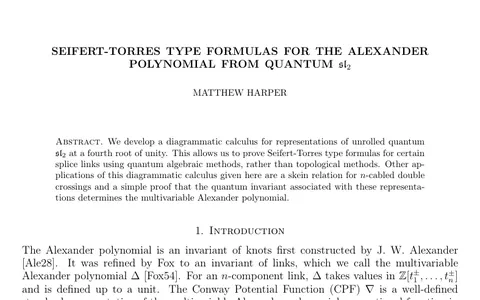 SEIFERT-TORRES TYPE FORMULAS FOR THE ALEXANDER
POLYNOMIAL FROM QUANTUM 𝔰𝔩₂
MATTHEW HARPER
Abstract. We develop a diagrammatic calculus for representations of unrolled quantum
𝔰𝔩₂ at a fourth root of unity. This allows us to prove Seifert-Torres type formulas for certain
splice links using quantum algebraic methods, rather than topological methods. Other ap-
plications of this diagrammatic calculus given here are a skein relation for n-cabled double
crossings and a simple proof that the quantum invariant associated with these representa-
tions determines the multivariable Alexander polynomial.
1. Introduction
The Alexander polynomial is an invariant of knots first constructed by J. W. Alexander
[Ale28]. It was refined by Fox to an invariant of links, which we call the multivariable
Alexander polynomial Δ [Fox54]. For an n-component link, Δ takes values in ℤ[t₁^±, . . . , tₙ^±]
and is defined up to a unit. The Conway Potential Function (CPF) ∇ is a well-defined